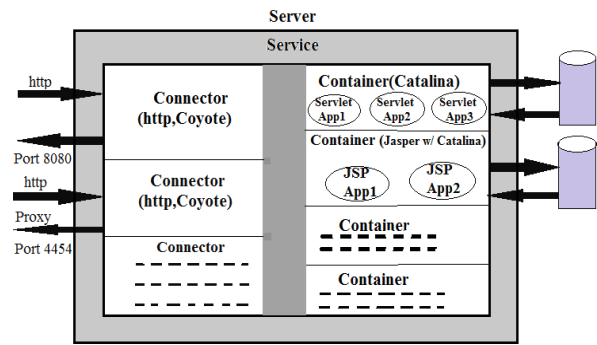 Server
Service
http
Connector
(http,Coyote)
Port 8080
http
Connector
(http,Coyote)
Proxy
Port 4454
Connector
Container(Catalina)
Servlet
App1
Servlet
App2
Servlet
App3
Container (Jasper w/ Catalina)
JSP
App1
JSP
App2
Container
Container